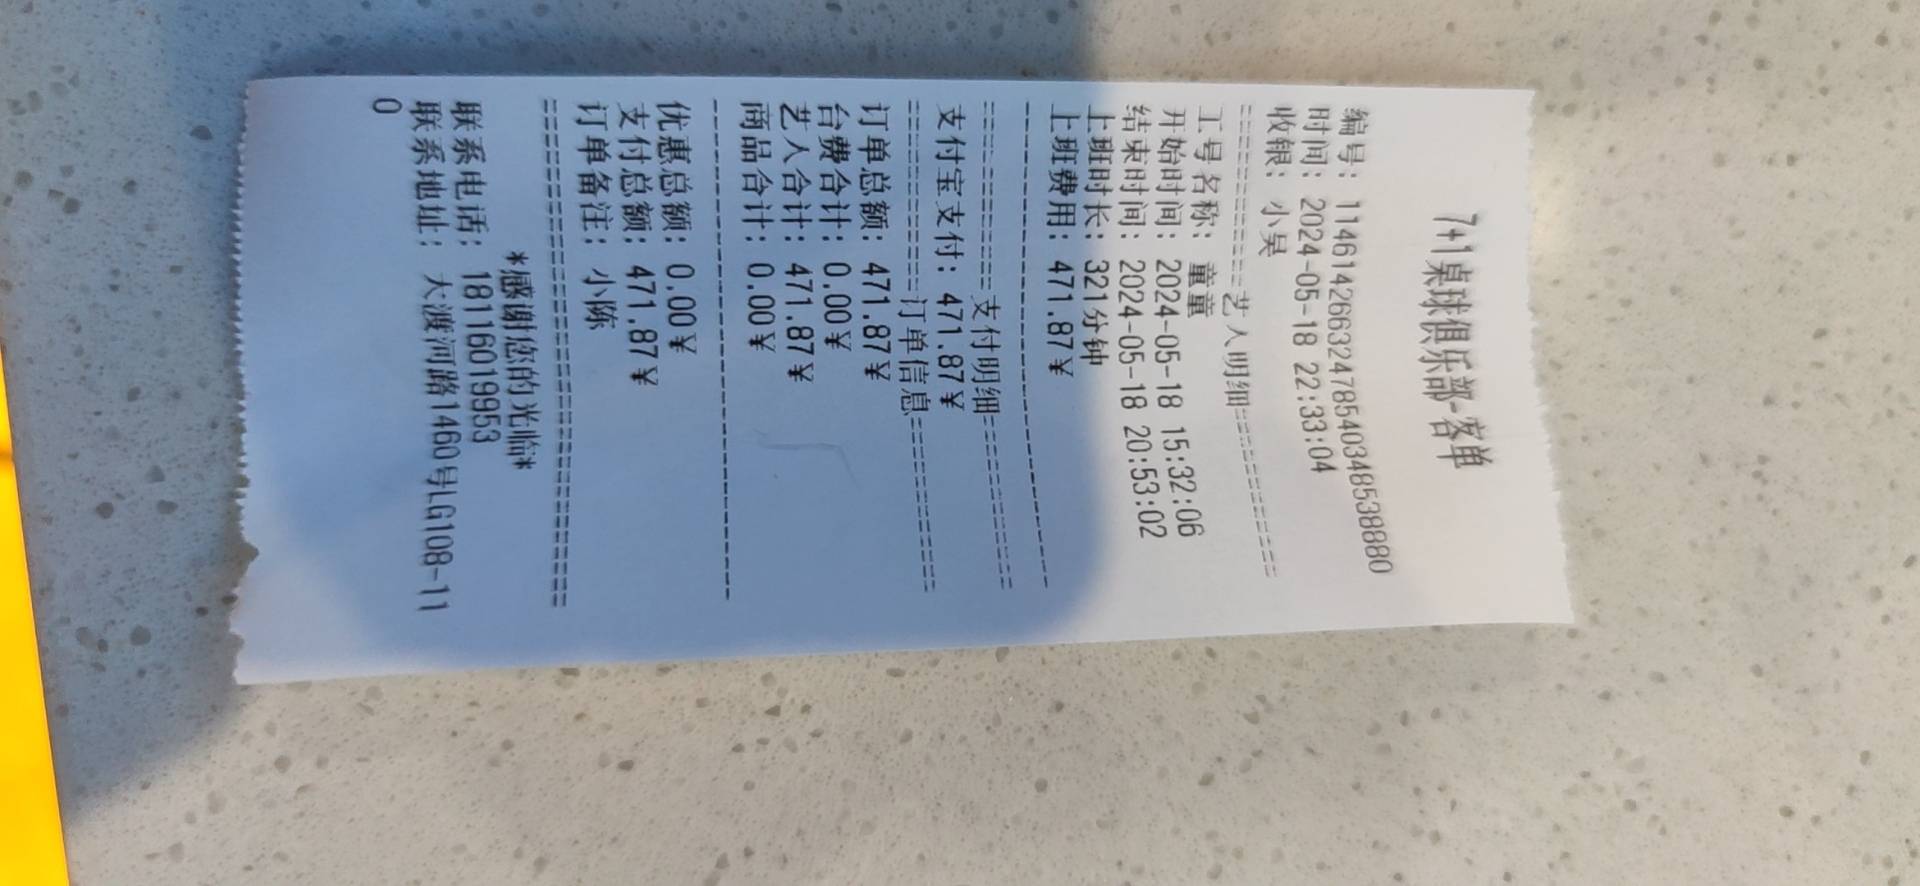 7+1桌球俱乐部-客单
编号: 1146142663247854034853888​0
时间: 2024-05-18 22:33:04
收银: 小吴
============艺人明细============
工号名称: 童童
开始时间: 2024-05-18 15:32:06
结束时间: 2024-05-18 20:53:02
上班时长: 321分钟
上班费用: 471.87¥
--------------------------------
============支付明细============
支付宝支付: 471.87¥
============订单信息============
订单总额: 471.87¥
台费合计: 0.00¥
艺人合计: 471.87¥
商品合计: 0.00¥
--------------------------------
优惠总额: 0.00¥
支付总额: 471.87¥
订单备注: 小陈
================================
*感谢您的光临*
联系电话: 18116019953
联系地址: 大渡河路1460号LG108-11
0